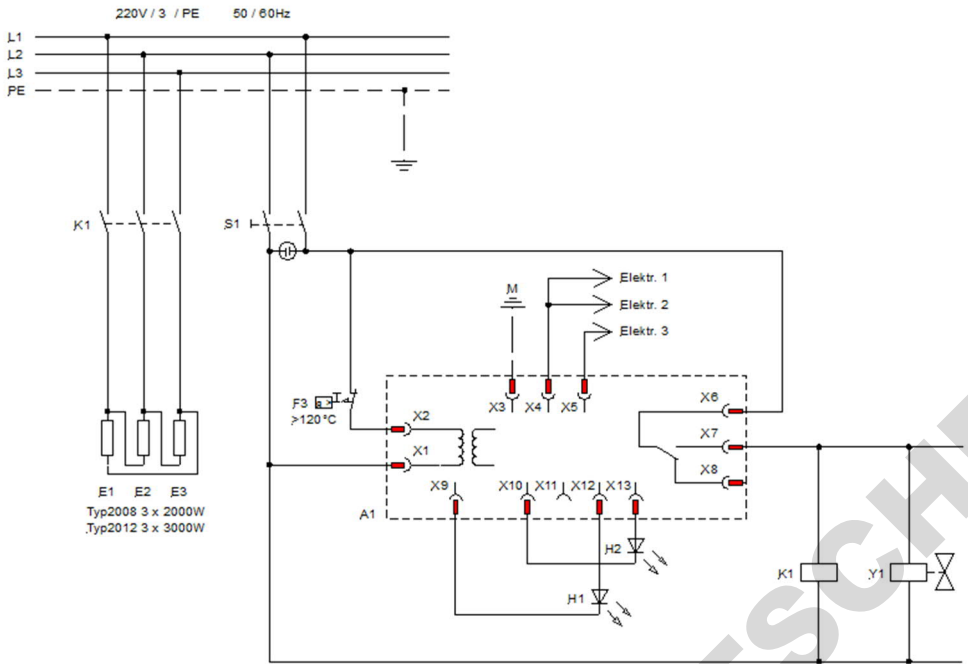 220V / 3 / PE 50 / 60Hz
L1
L2
L3
PE
K1
S1
Elektr. 1
M
Elektr. 2
Elektr. 3
F3
>120°C
X3
X4
X5
X6
X2
X7
X1
X8
X9
X10
X11
X12
X13
A1
E1 E2 E3
Typ2008 3 x 2000W
Typ2012 3 x 3000W
H2
K1
Y1
H1